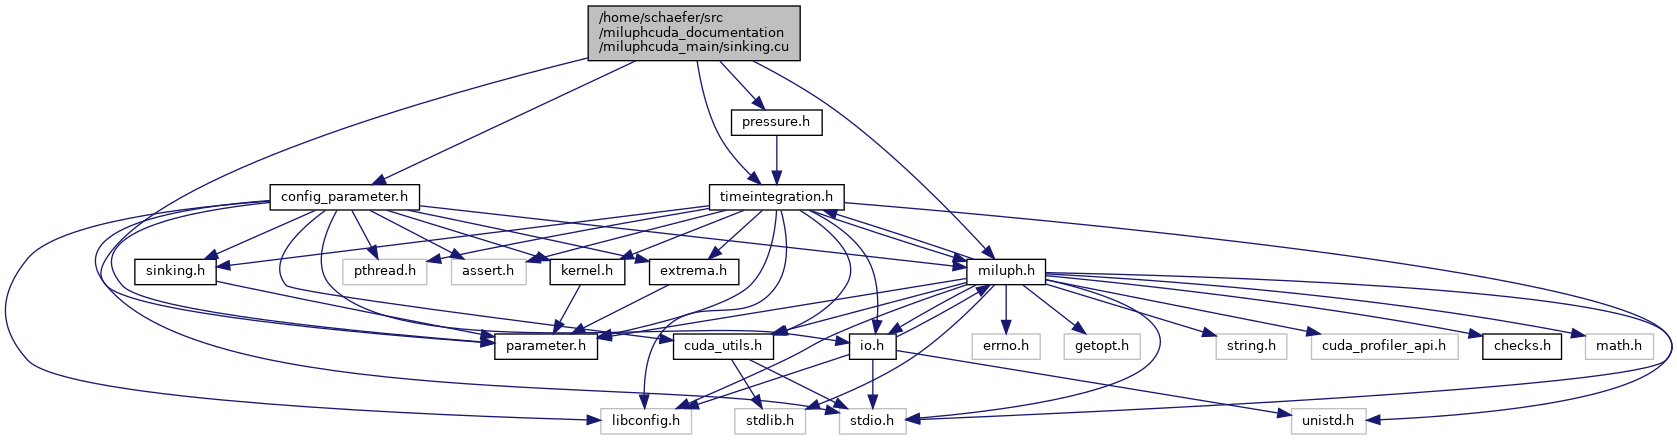 /home/schaefer/src
/miluphcuda_documentation
/miluphcuda_main/sinking.cu
pressure.h
config_parameter.h
timeintegration.h
sinking.h
pthread.h
assert.h
kernel.h
extrema.h
miluph.h
parameter.h
cuda_utils.h
io.h
errno.h
getopt.h
string.h
cuda_profiler_api.h
checks.h
math.h
libconfig.h
stdlib.h
stdio.h
unistd.h